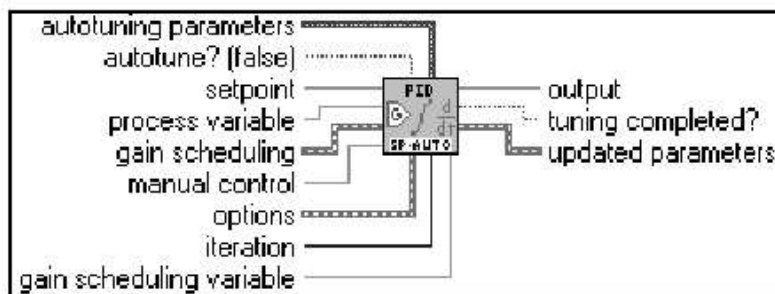 autotuning parameters
autotune? (false)
setpoint
process variable
gain scheduling
manual control
options
iteration
gain scheduling variable
PID
G
d
dt
SP-AUTO
output
tuning completed?
updated parameters